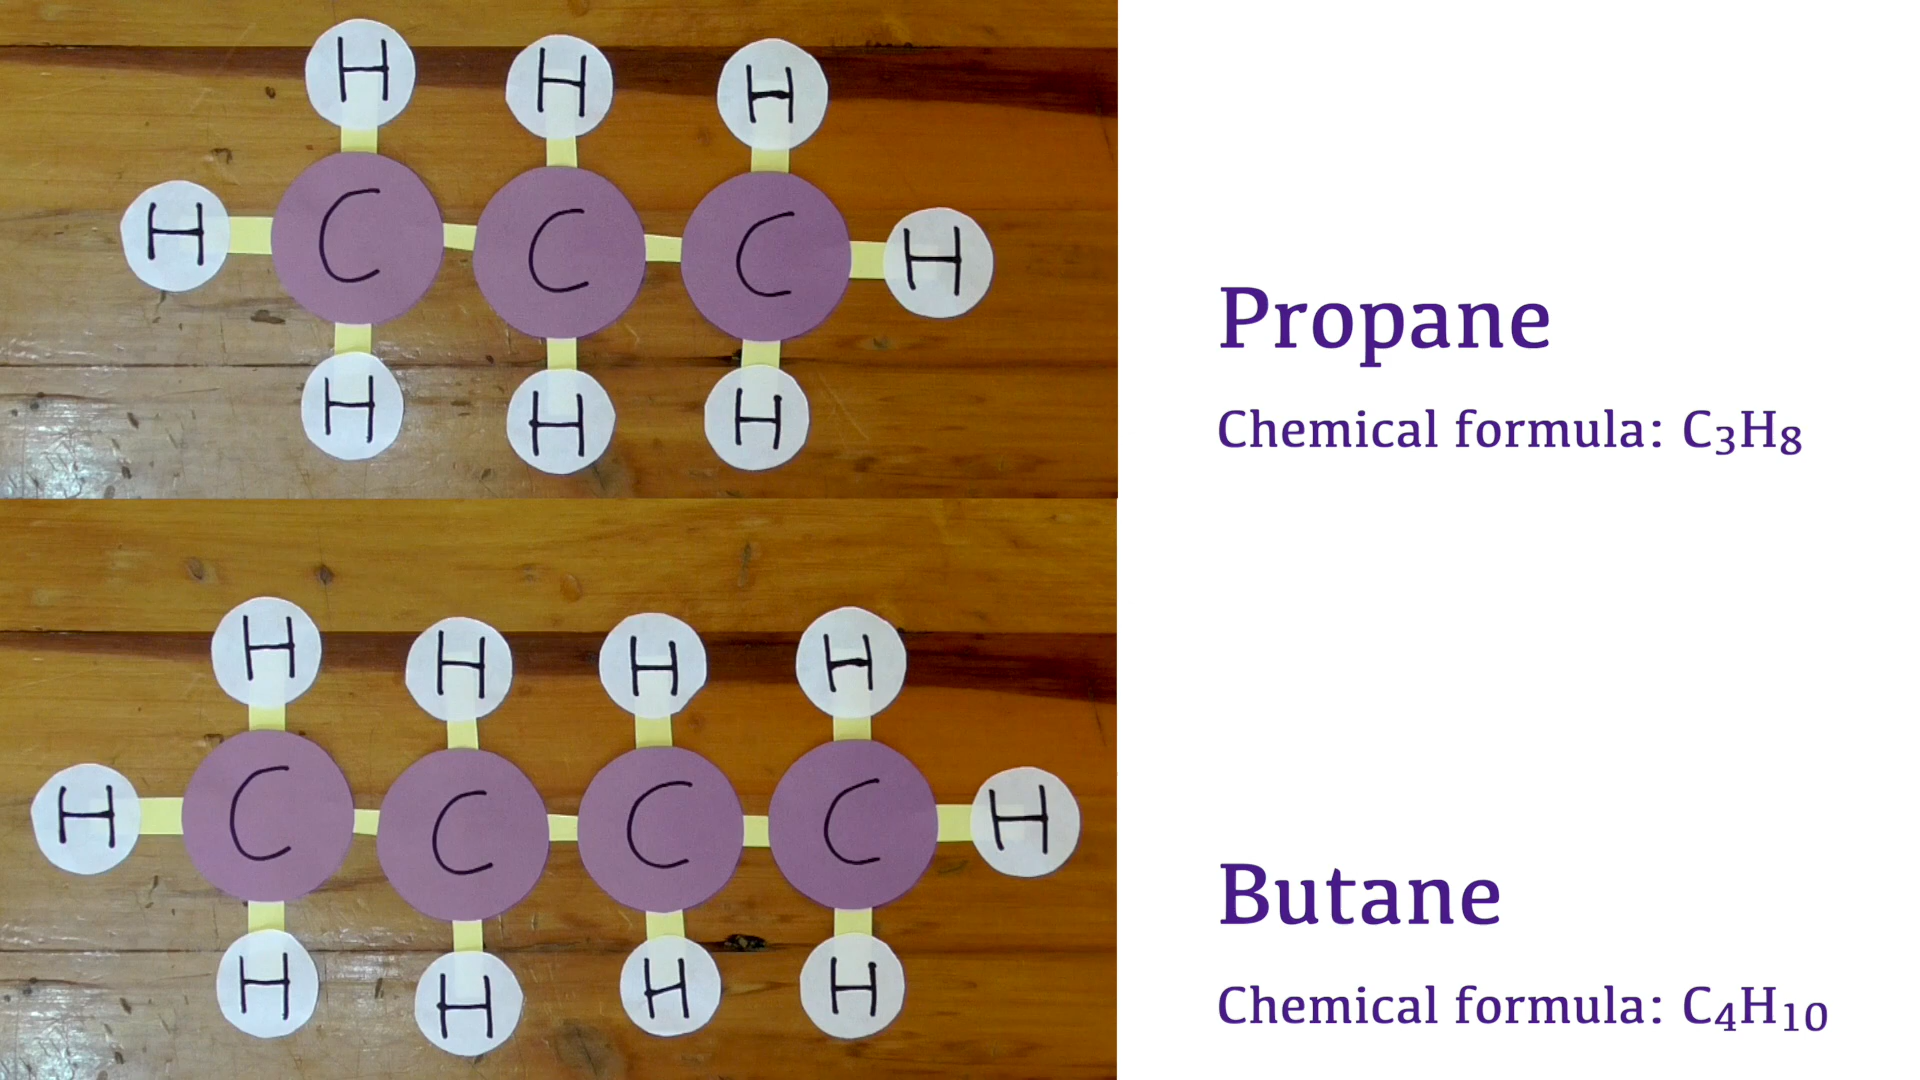 H H H
H C C C H
H H H
Propane
Chemical formula: C₃H₈
H H H H
H C C C C H
H H H H
Butane
Chemical formula: C₄H₁₀